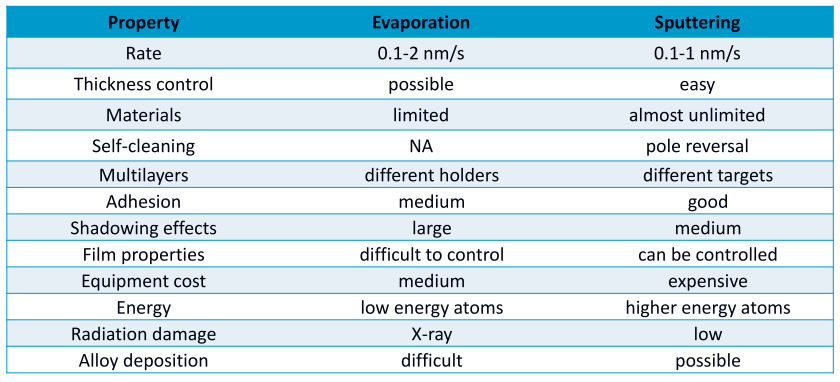 Property Evaporation Sputtering
Rate 0.1-2 nm/s 0.1-1 nm/s
Thickness control possible easy
Materials limited almost unlimited
Self-cleaning NA pole reversal
Multilayers different holders different targets
Adhesion medium good
Shadowing effects large medium
Film properties difficult to control can be controlled
Equipment cost medium expensive
Energy low energy atoms higher energy atoms
Radiation damage X-ray low
Alloy deposition difficult possible